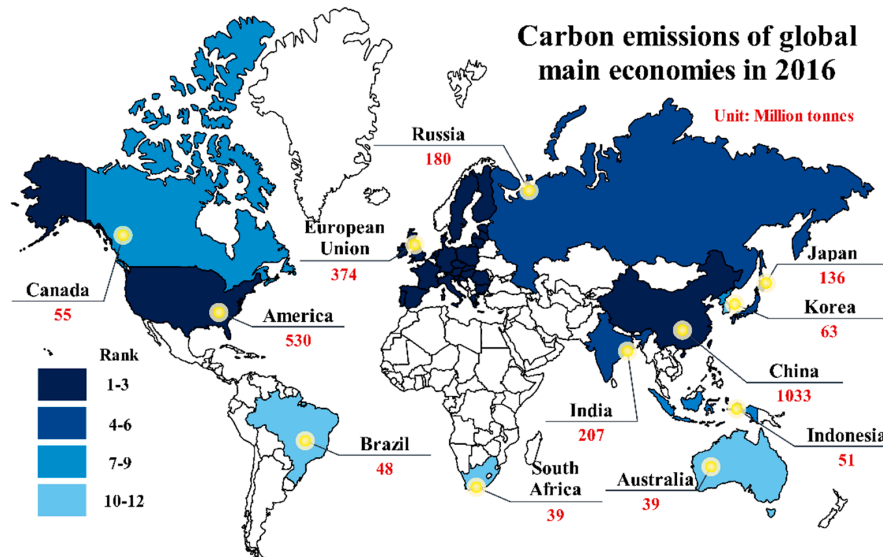 Carbon emissions of global
main economies in 2016
Unit: Million tonnes
Russia
180
European
Union
374
Japan
136
Canada
55
America
530
Korea
63
Rank
1-3
4-6
7-9
10-12
China
1033
India
207
Brazil
48
Indonesia
51
South
Africa
39
Australia
39